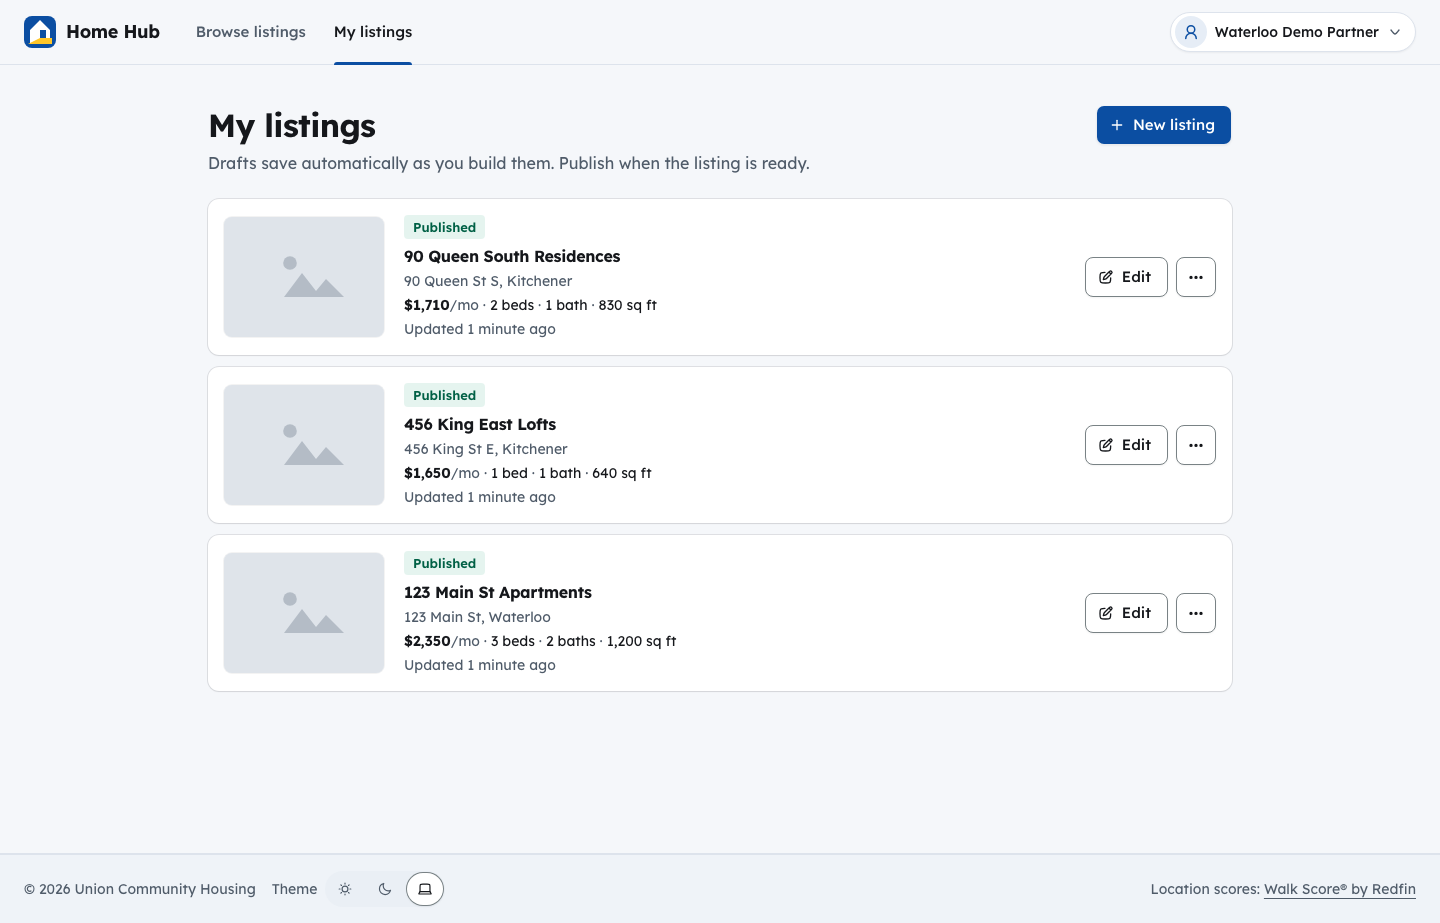 Home Hub
Browse listings
My listings
Waterloo Demo Partner
My listings
New listing
Drafts save automatically as you build them. Publish when the listing is ready.
Published
90 Queen South Residences
90 Queen St S, Kitchener
$1,710/mo · 2 beds · 1 bath · 830 sq ft
Updated 1 minute ago
Edit
Published
456 King East Lofts
456 King St E, Kitchener
$1,650/mo · 1 bed · 1 bath · 640 sq ft
Updated 1 minute ago
Edit
Published
123 Main St Apartments
123 Main St, Waterloo
$2,350/mo · 3 beds · 2 baths · 1,200 sq ft
Updated 1 minute ago
Edit
© 2026 Union Community Housing
Theme
Location scores: Walk Score® by Redfin